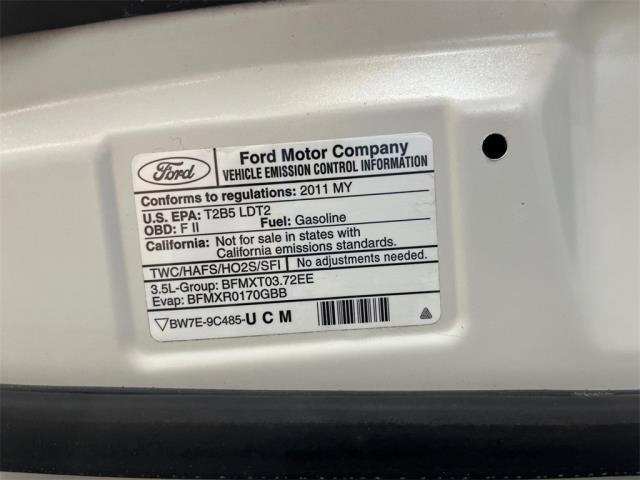 Ford
Ford Motor Company
VEHICLE EMISSION CONTROL INFORMATION
Conforms to regulations: 2011 MY
U.S. EPA: T2B5 LDT2
OBD: F II Fuel: Gasoline
California: Not for sale in states with
California emissions standards.
TWC/HAFS/HO2S/SFI No adjustments needed.
3.5L-Group: BFMXT03.72EE
Evap: BFMXR0170GBB
BW7E-9C485-UCM